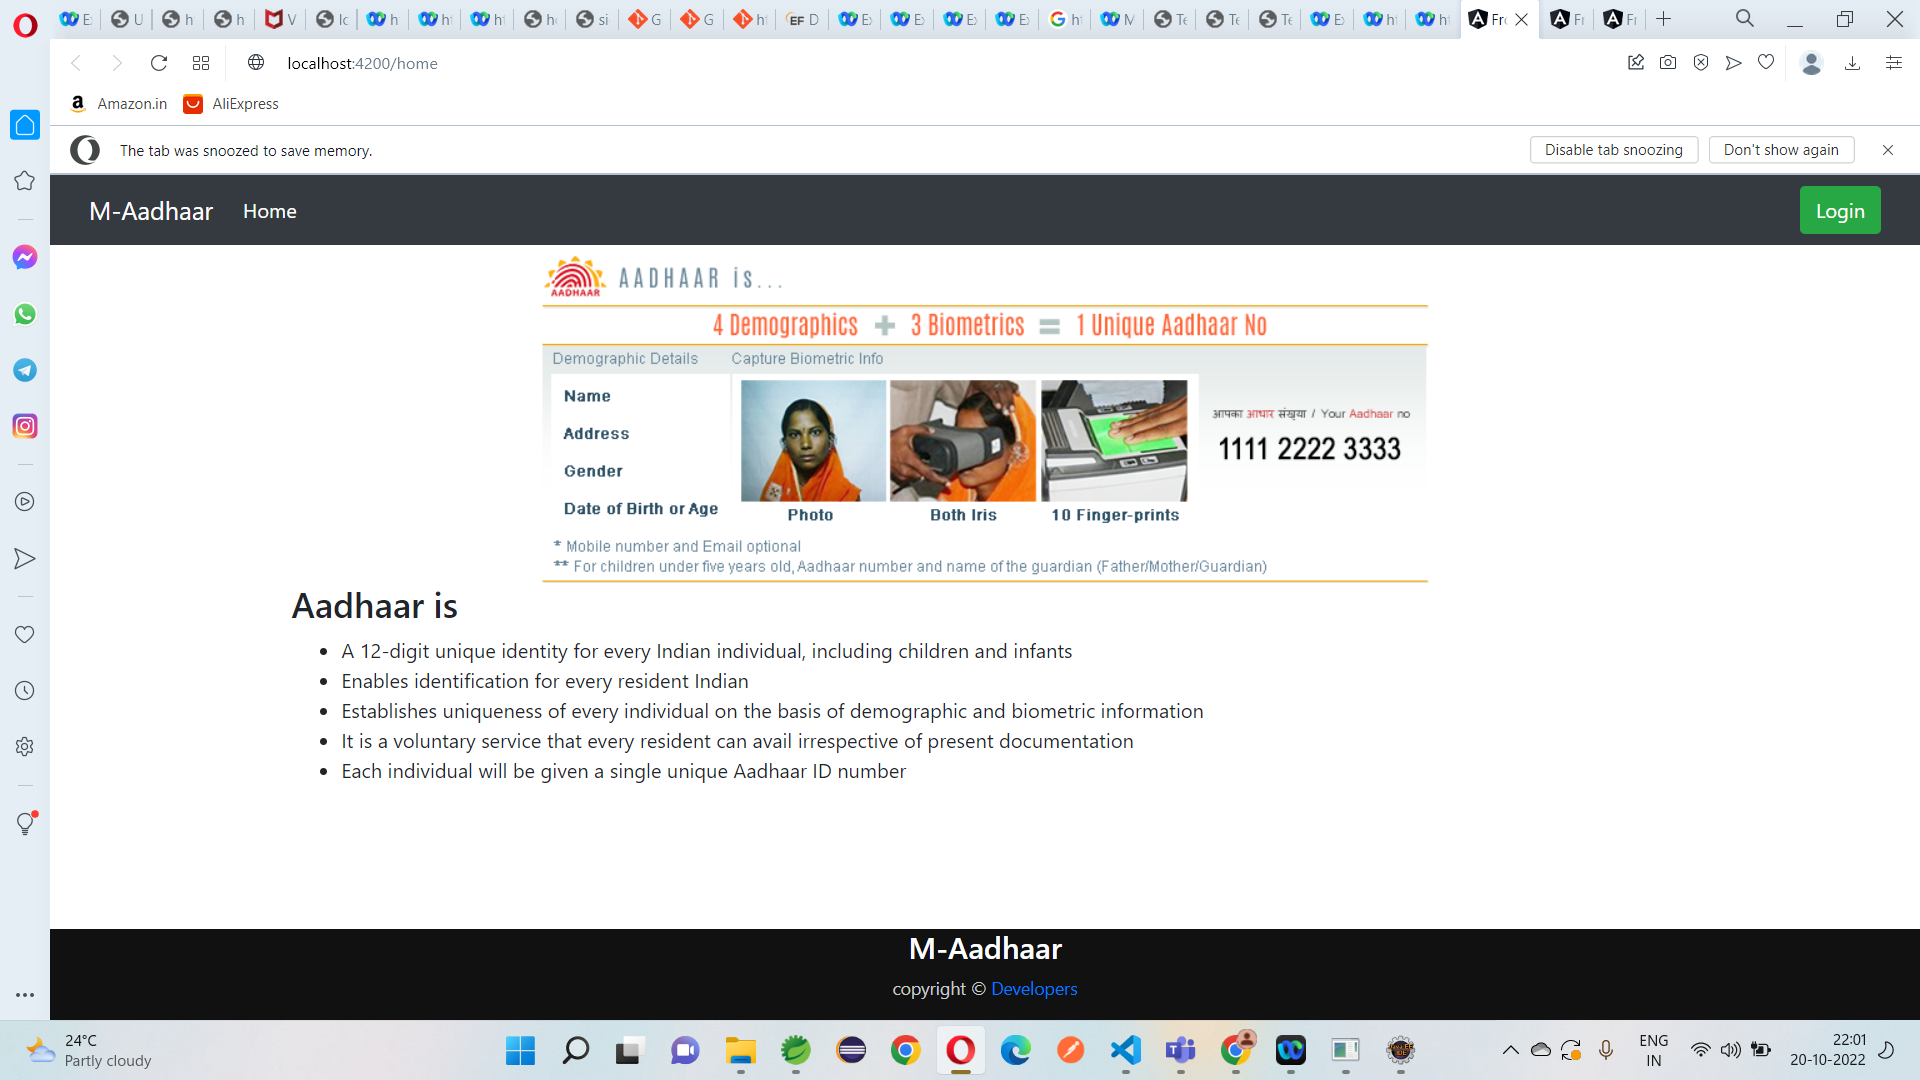 localhost:4200/home
Amazon.in AliExpress
The tab was snoozed to save memory. Disable tab snoozing Don't show again
M-Aadhaar Home Login
AADHAAR
AADHAAR is...
4 Demographics + 3 Biometrics = 1 Unique Aadhaar No
Demographic Details Capture Biometric Info
Name
Address
Gender
Date of Birth or Age
Photo Both Iris 10 Finger-prints
आपका आधार संख्या / Your Aadhaar no
1111 2222 3333
* Mobile number and Email optional
** For children under five years old, Aadhaar number and name of the guardian (Father/Mother/Guardian)
Aadhaar is
• A 12-digit unique identity for every Indian individual, including children and infants
• Enables identification for every resident Indian
• Establishes uniqueness of every individual on the basis of demographic and biometric information
• It is a voluntary service that every resident can avail irrespective of present documentation
• Each individual will be given a single unique Aadhaar ID number
M-Aadhaar
copyright © Developers
24°C
Partly cloudy
ENG
IN
22:01
20-10-2022